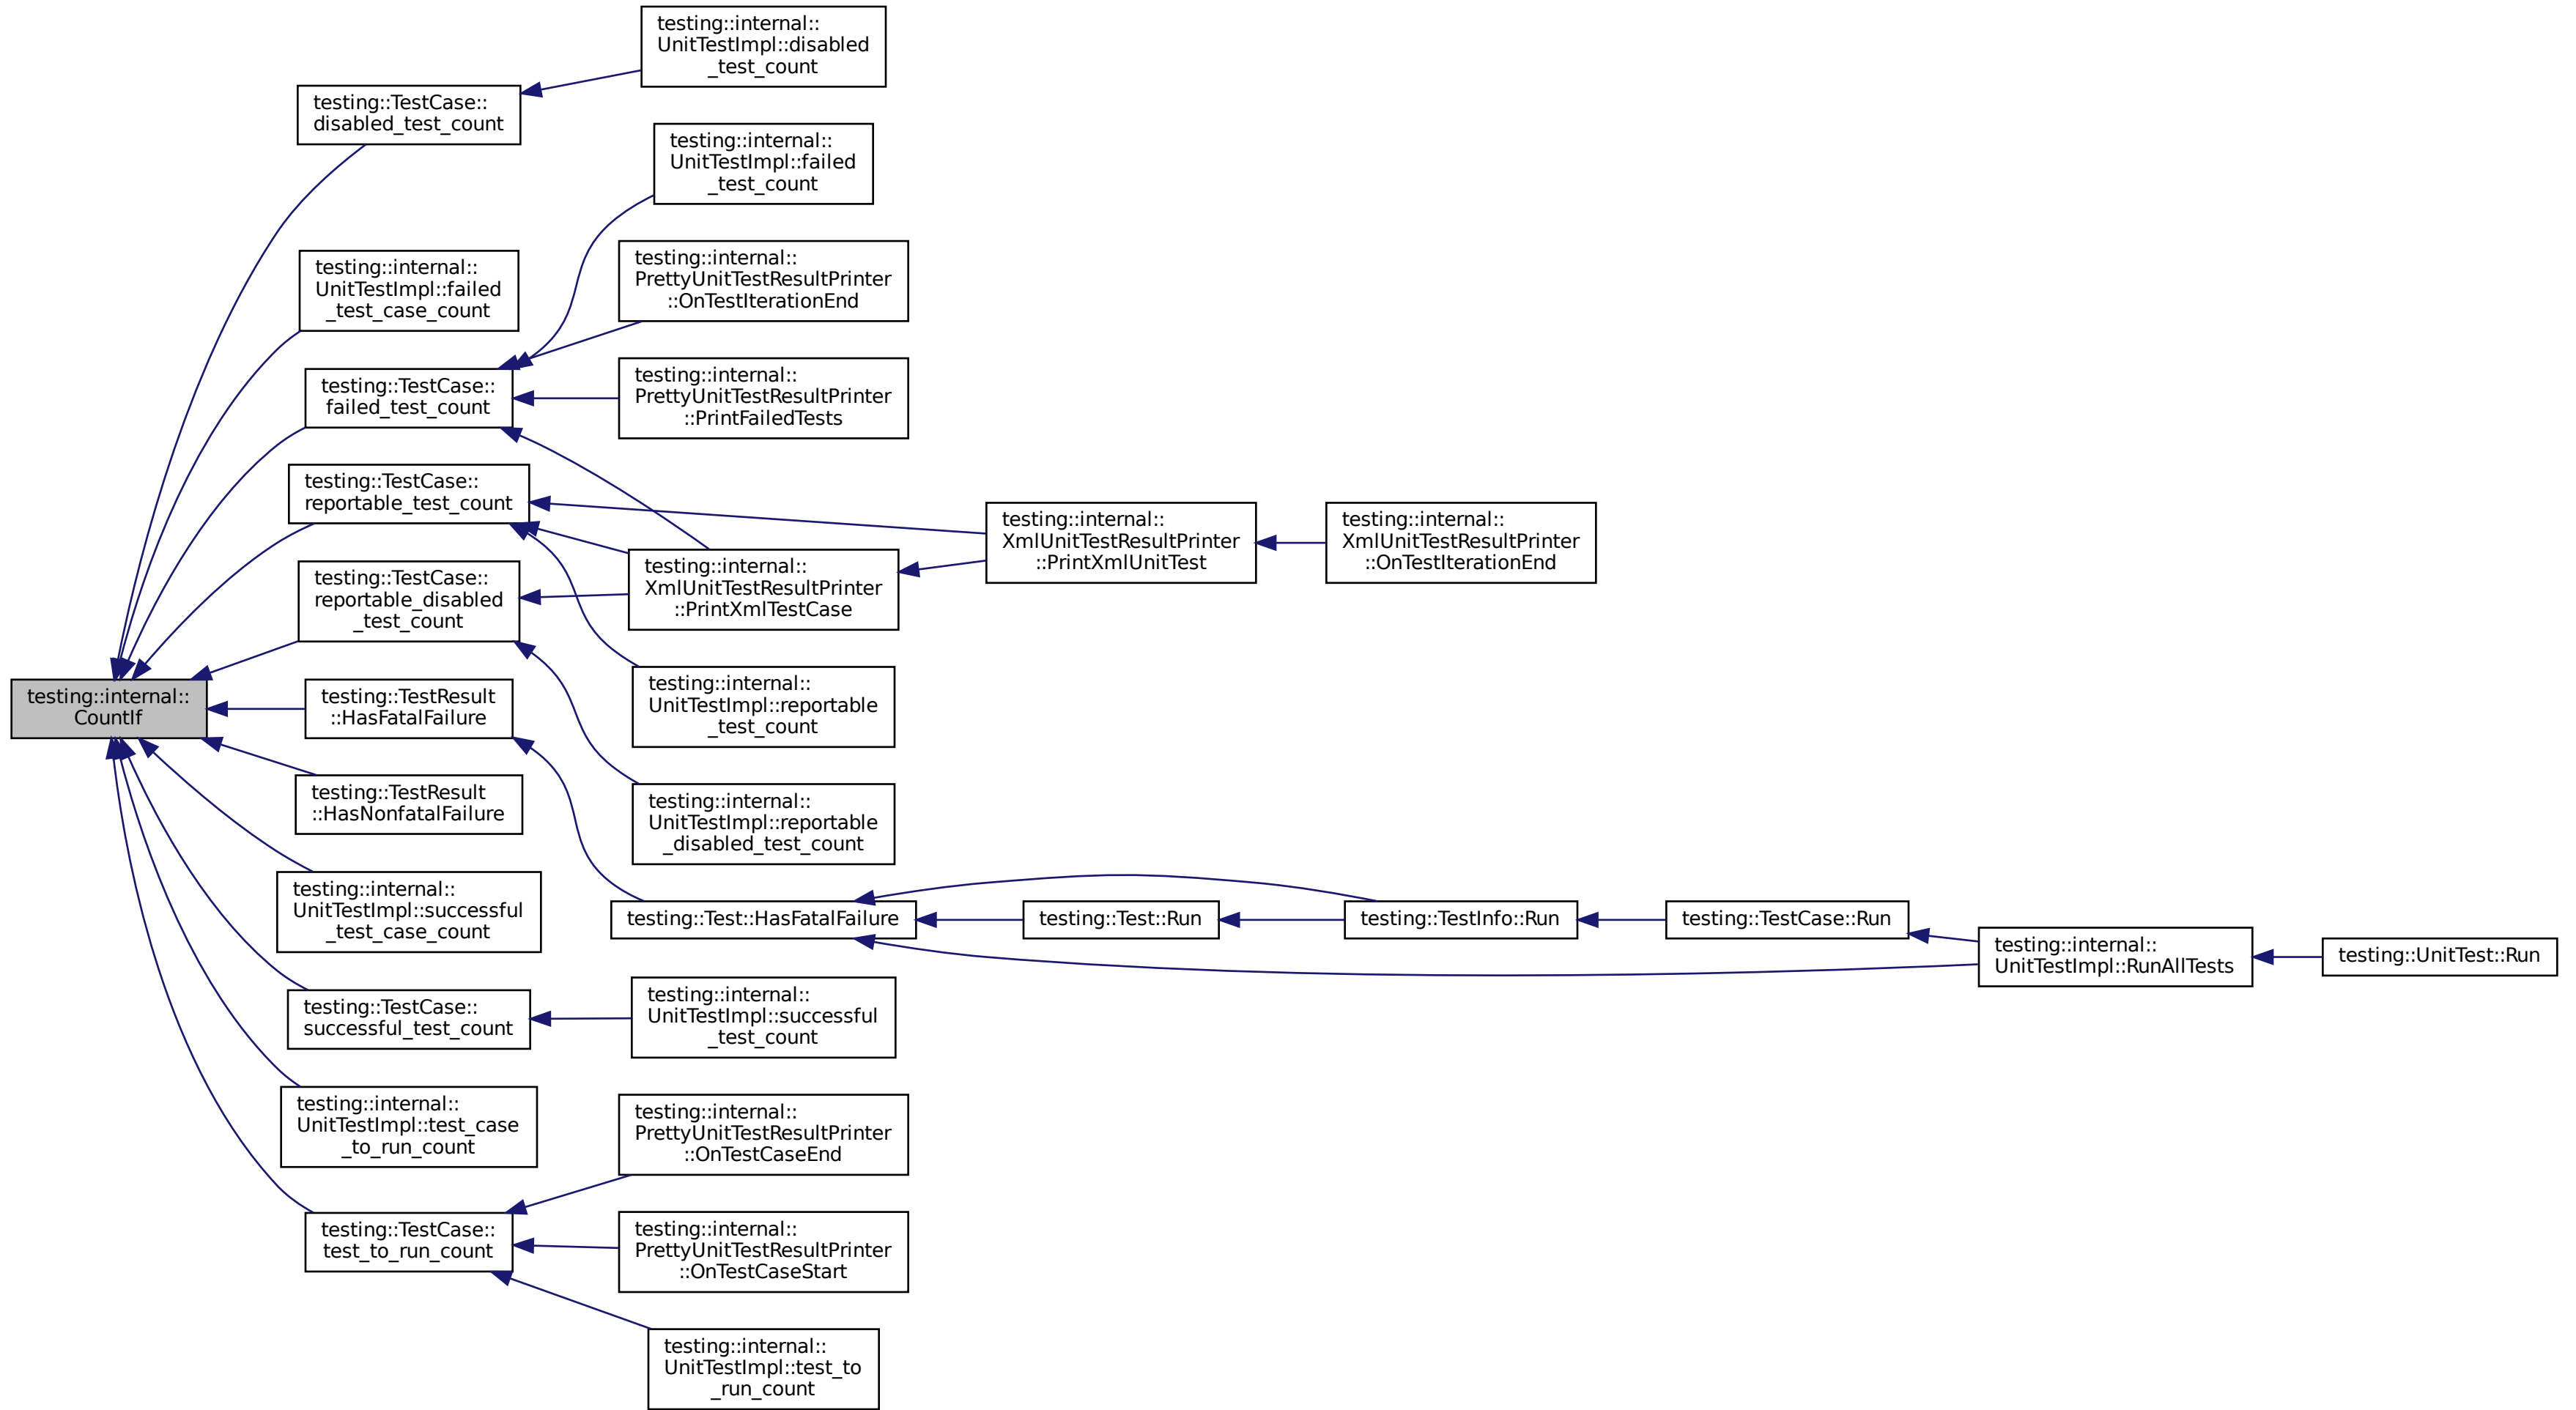 testing::internal::
UnitTestImpl::disabled
_test_count
testing::TestCase::
disabled_test_count
testing::internal::
UnitTestImpl::failed
_test_count
testing::internal::
UnitTestImpl::failed
_test_case_count
testing::internal::
PrettyUnitTestResultPrinter
::OnTestIterationEnd
testing::TestCase::
failed_test_count
testing::internal::
PrettyUnitTestResultPrinter
::PrintFailedTests
testing::TestCase::
reportable_test_count
testing::internal::
XmlUnitTestResultPrinter
::PrintXmlUnitTest
testing::internal::
XmlUnitTestResultPrinter
::OnTestIterationEnd
testing::internal::
XmlUnitTestResultPrinter
::PrintXmlTestCase
testing::TestCase::
reportable_disabled
_test_count
testing::internal::
CountIf
testing::TestResult
::HasFatalFailure
testing::internal::
UnitTestImpl::reportable
_test_count
testing::TestResult
::HasNonfatalFailure
testing::internal::
UnitTestImpl::reportable
_disabled_test_count
testing::internal::
UnitTestImpl::successful
_test_case_count
testing::Test::HasFatalFailure
testing::Test::Run
testing::TestInfo::Run
testing::TestCase::Run
testing::internal::
UnitTestImpl::RunAllTests
testing::UnitTest::Run
testing::TestCase::
successful_test_count
testing::internal::
UnitTestImpl::successful
_test_count
testing::internal::
UnitTestImpl::test_case
_to_run_count
testing::internal::
PrettyUnitTestResultPrinter
::OnTestCaseEnd
testing::TestCase::
test_to_run_count
testing::internal::
PrettyUnitTestResultPrinter
::OnTestCaseStart
testing::internal::
UnitTestImpl::test_to
_run_count